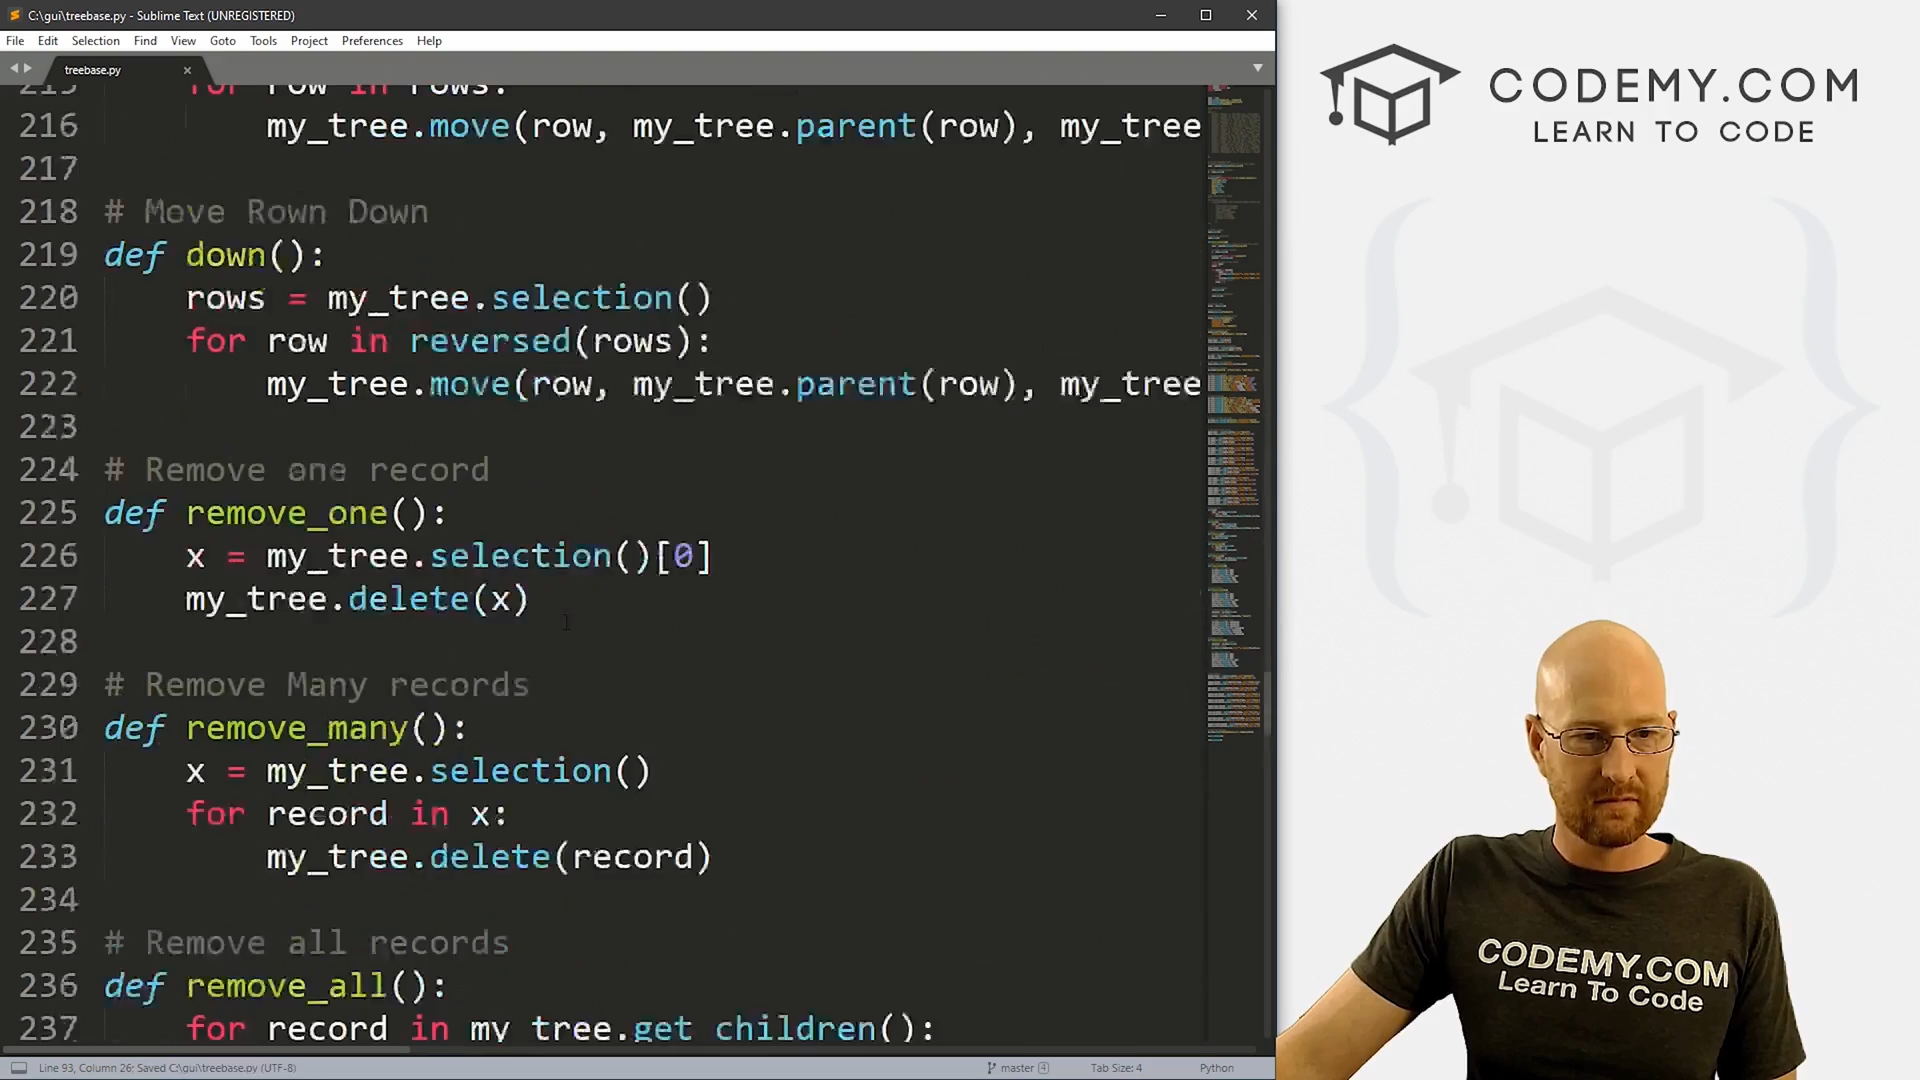 C:\gui\treebase.py - Sublime Text (UNREGISTERED)
File Edit Selection Find View Goto Tools Project Preferences Help
treebase.py
215 for row in rows:
216 my_tree.move(row, my_tree.parent(row), my_tree
217
218 # Move Rown Down
219 def down():
220 rows = my_tree.selection()
221 for row in reversed(rows):
222 my_tree.move(row, my_tree.parent(row), my_tree
223
224 # Remove one record
225 def remove_one():
226 x = my_tree.selection()[0]
227 my_tree.delete(x)
228
229 # Remove Many records
230 def remove_many():
231 x = my_tree.selection()
232 for record in x:
233 my_tree.delete(record)
234
235 # Remove all records
236 def remove_all():
237 for record in my_tree.get_children():
Line 93, Column 26: Saved C:\gui\treebase.py (UTF-8)
master 4
Tab Size: 4
Python
CODEMY.COM
LEARN TO CODE
CODEMY.COM
Learn To Code